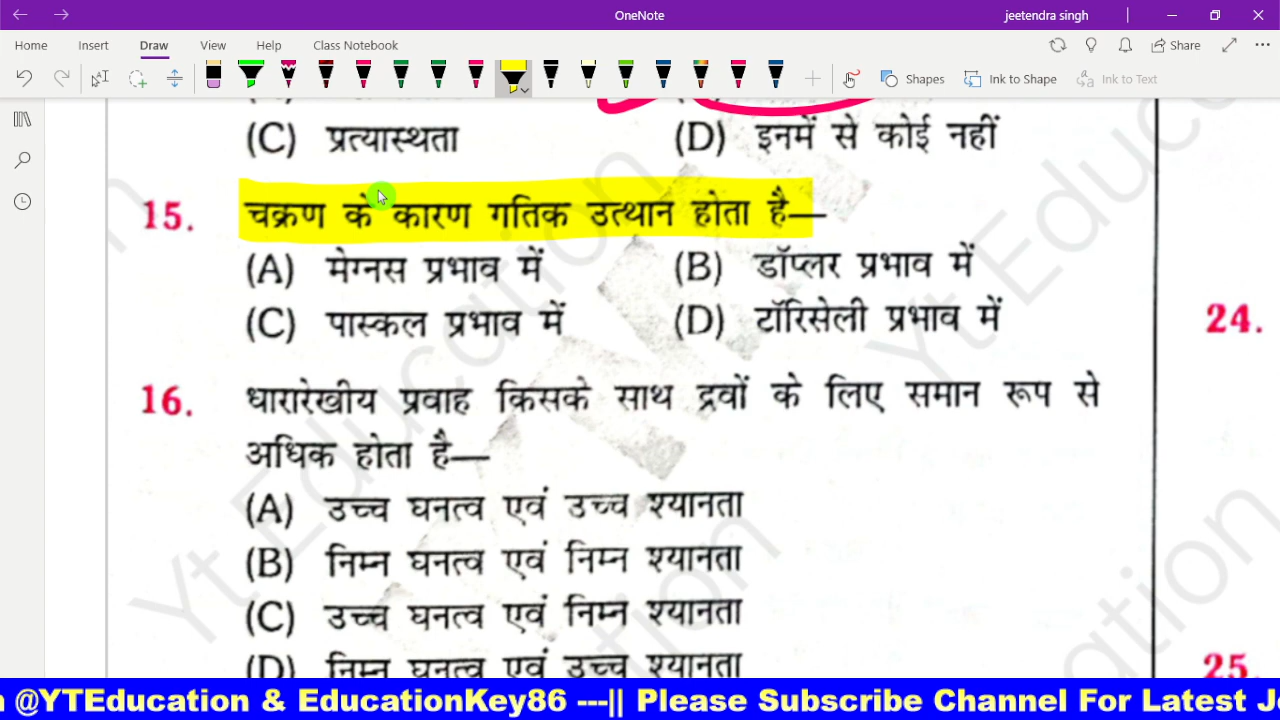 OneNote
jeetendra singh
Home Insert Draw View Help Class Notebook
Share
Shapes Ink to Shape Ink to Text
(C) प्रत्यास्थता (D) इनमें से कोई नहीं
15. चक्रण के कारण गतिक उत्थान होता है—
(A) मेग्नस प्रभाव में (B) डॉप्लर प्रभाव में
(C) पास्कल प्रभाव में (D) टॉरिसेली प्रभाव में
24.
16. धारारेखीय प्रवाह किसके साथ द्रवों के लिए समान रूप से
अधिक होता है—
(A) उच्च घनत्व एवं उच्च श्यानता
(B) निम्न घनत्व एवं निम्न श्यानता
(C) उच्च घनत्व एवं निम्न श्यानता
(D) निम्न घनत्व एवं उच्च श्यानता
25.
Yt Education
@YTEducation & EducationKey86 ---|| Please Subscribe Channel For Latest